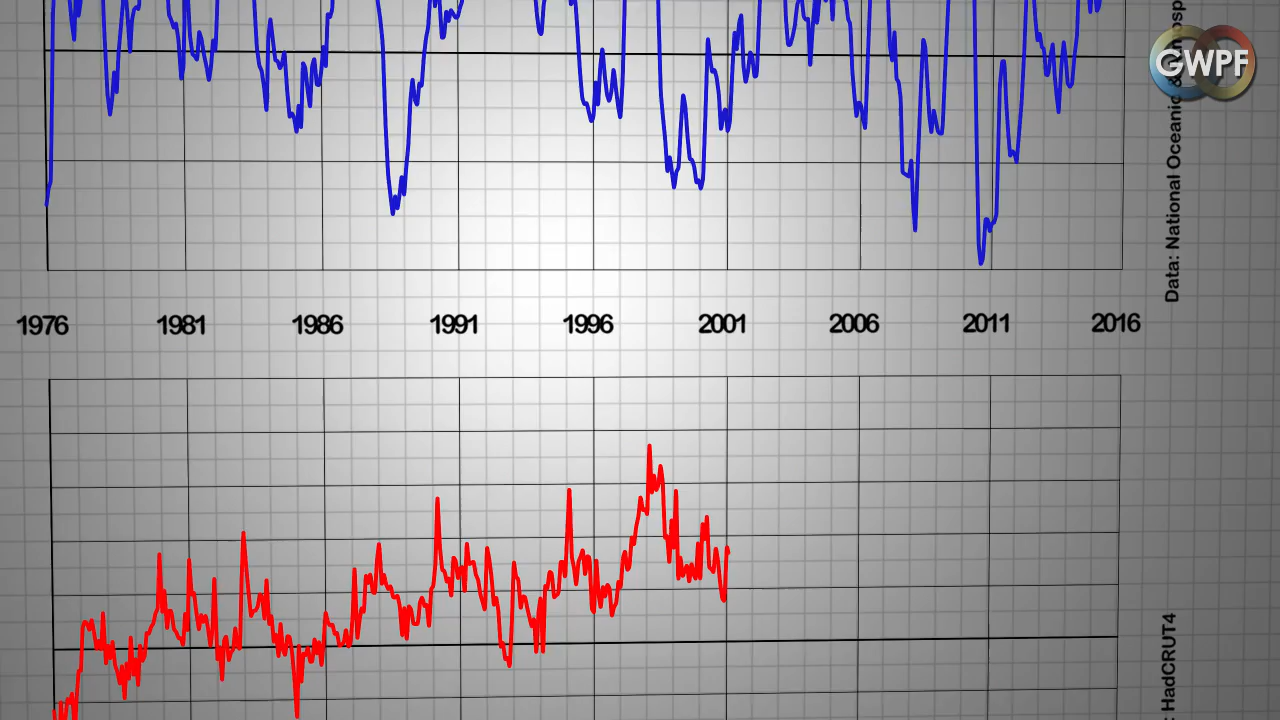 GWPF
Data: National Oceanic &
1976 1981 1986 1991 1996 2001 2006 2011 2016
: HadCRUT4